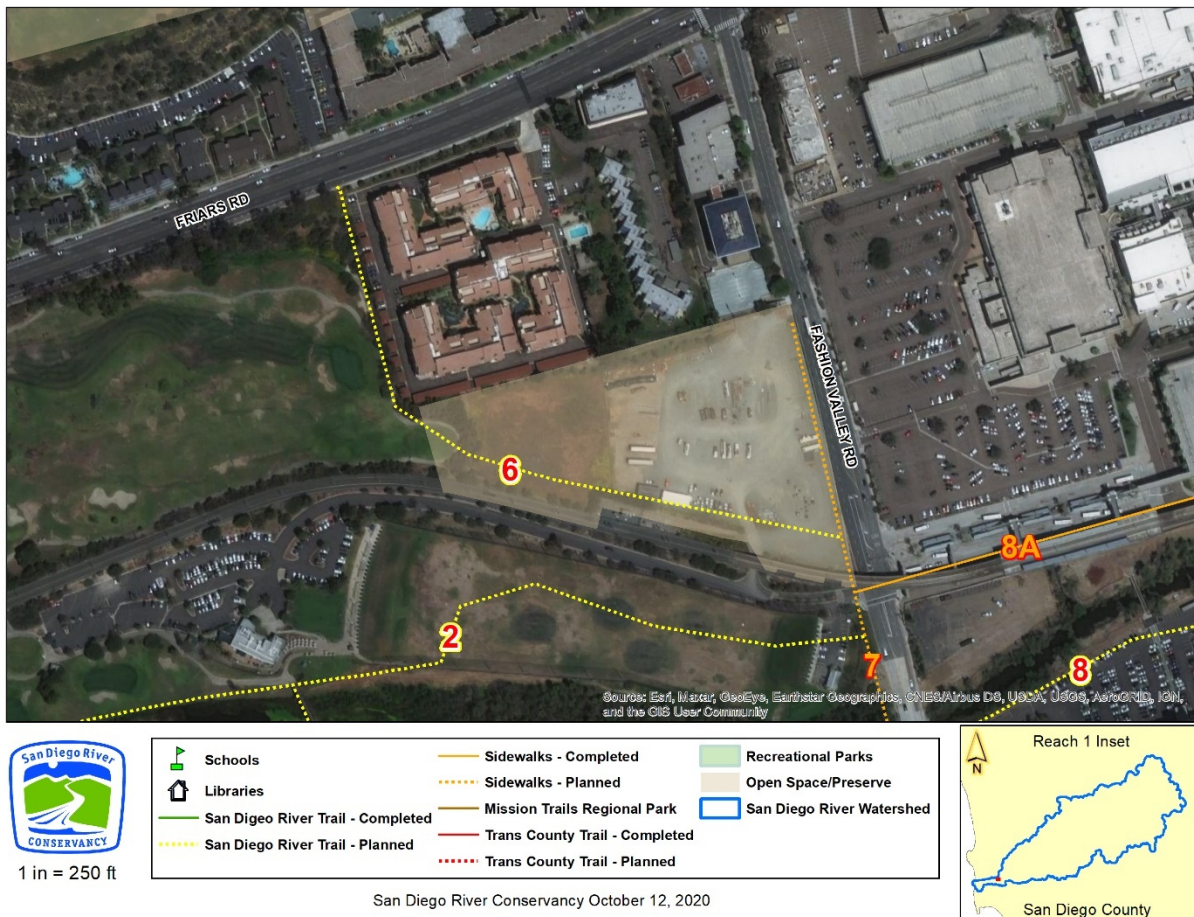 FRIARS RD
FASHION VALLEY RD
6
8A
2
7
8
Source: Esri, Maxar, GeoEye, Earthstar Geographics, CNES/Airbus DS, USDA, USGS, AeroGRID, IGN,
and the GIS User Community
San Diego River
CONSERVANCY
1 in = 250 ft
Schools
Libraries
San Digeo River Trail - Completed
San Diego River Trail - Planned
Sidewalks - Completed
Sidewalks - Planned
Mission Trails Regional Park
Trans County Trail - Completed
Trans County Trail - Planned
Recreational Parks
Open Space/Preserve
San Diego River Watershed
Reach 1 Inset
N
San Diego County
San Diego River Conservancy October 12, 2020